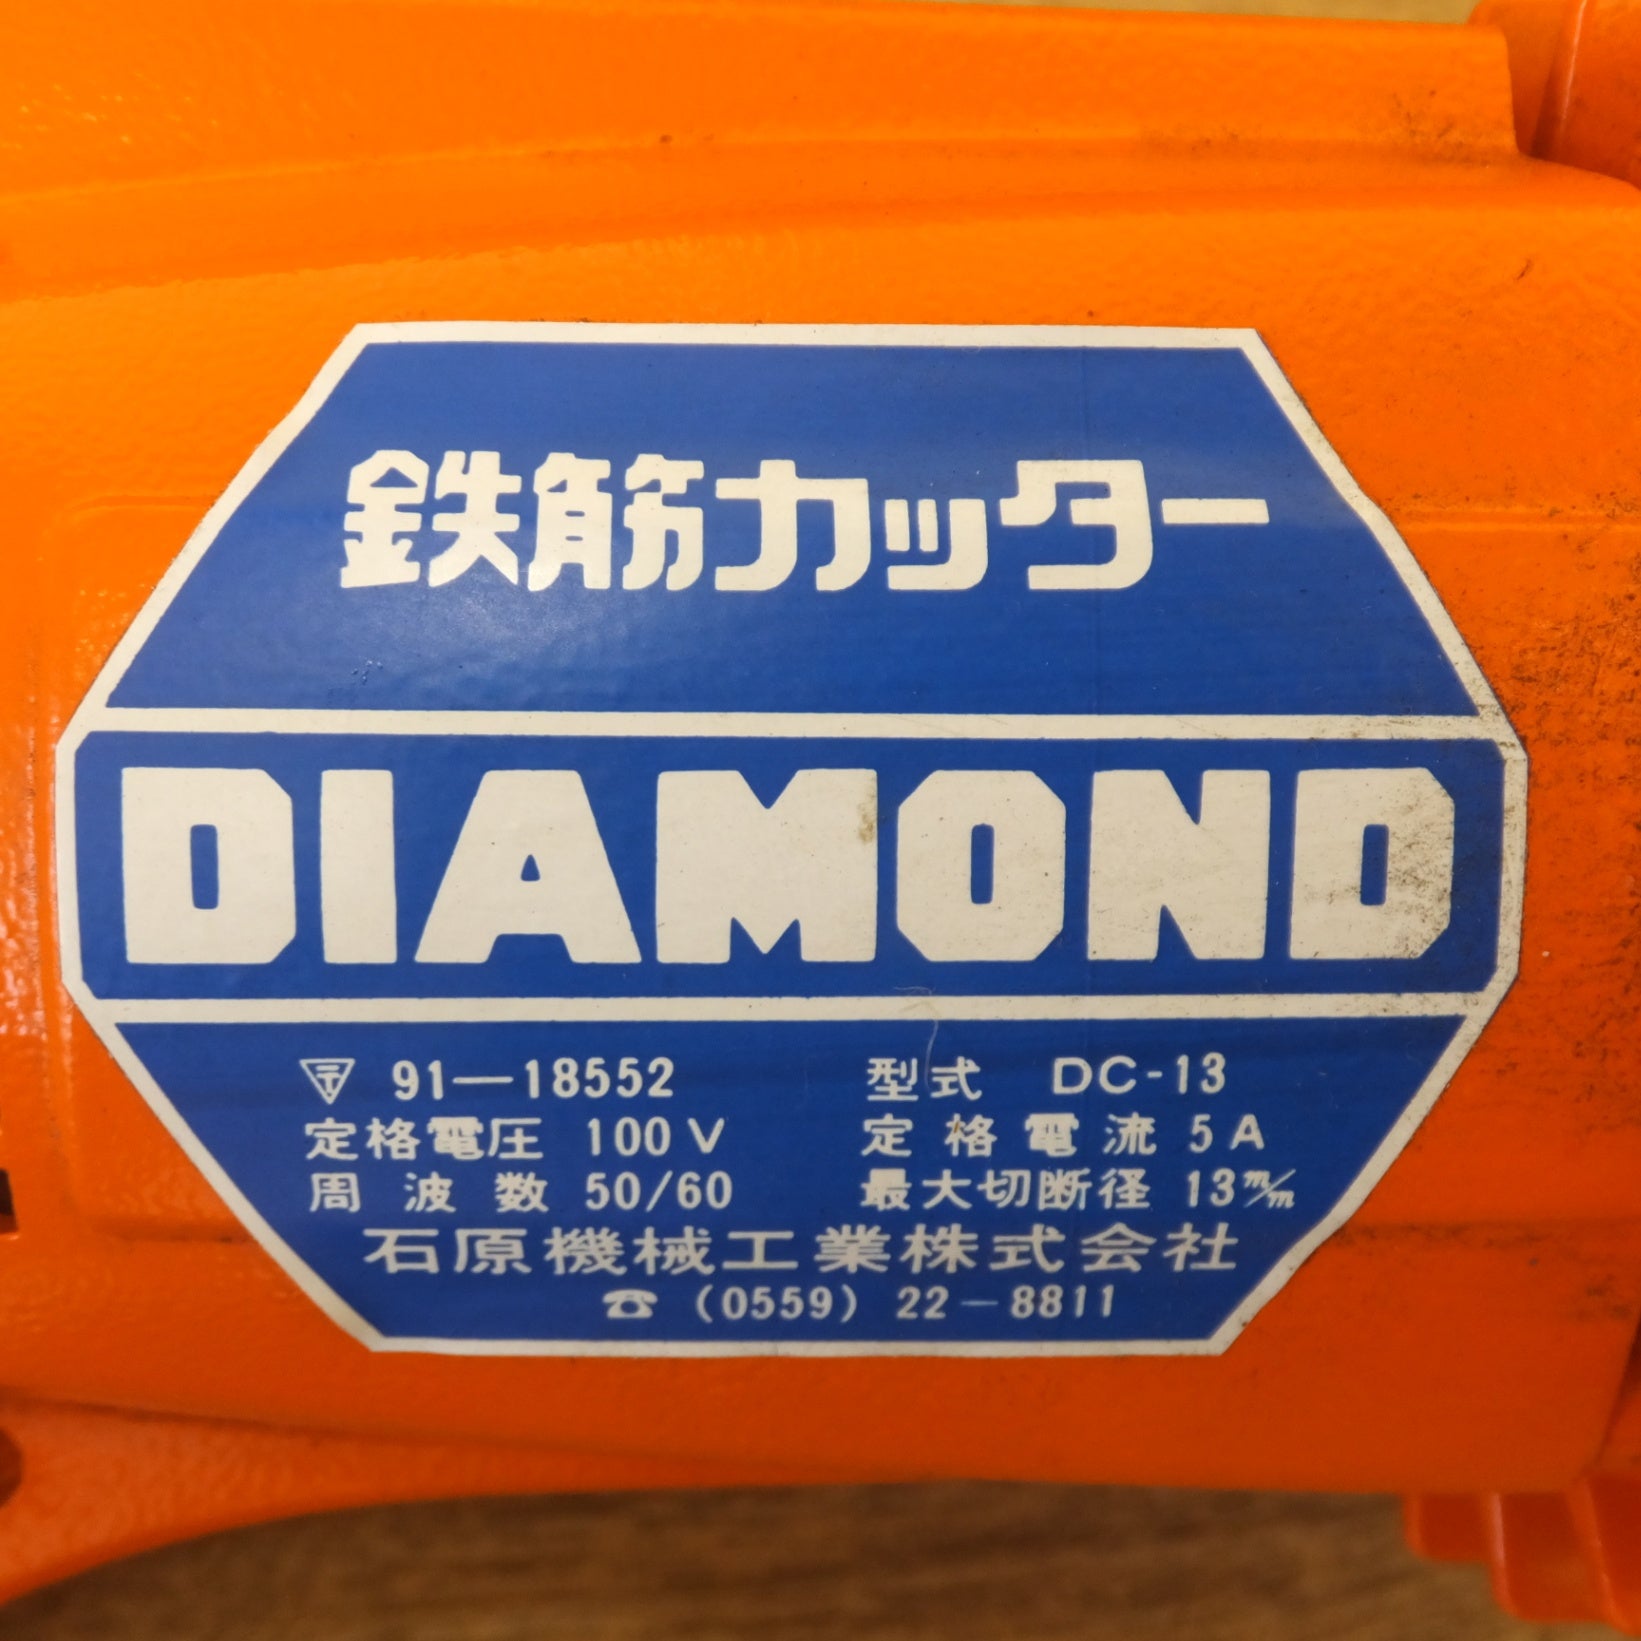 鉄筋カッター
DIAMOND
91—18552 型式 DC-13
定格電圧 100V 定格電流 5A
周波数 50/60 最大切断径 13m/m
石原機械工業株式会社
☎ (0559) 22-8811